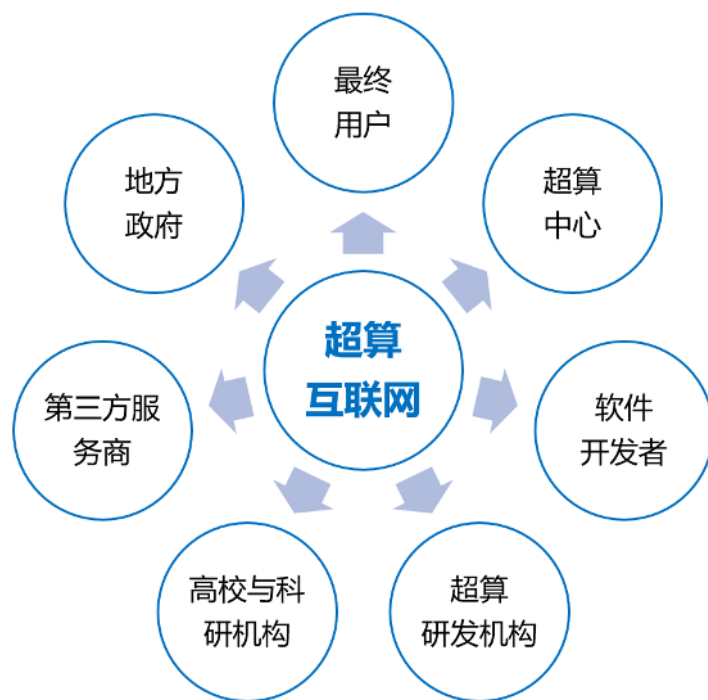 最终
用户
超算
中心
软件
开发者
超算
研发机构
高校与科
研机构
第三方服
务商
地方
政府
超算
互联网